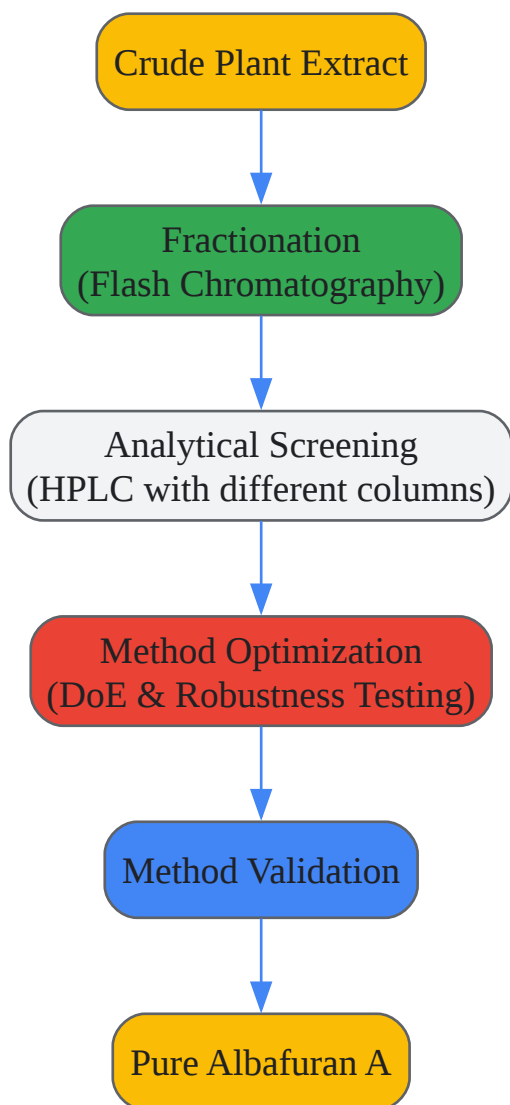 Crude Plant Extract
Fractionation
(Flash Chromatography)
Analytical Screening
(HPLC with different columns)
Method Optimization
(DoE & Robustness Testing)
Method Validation
Pure Albafuran A